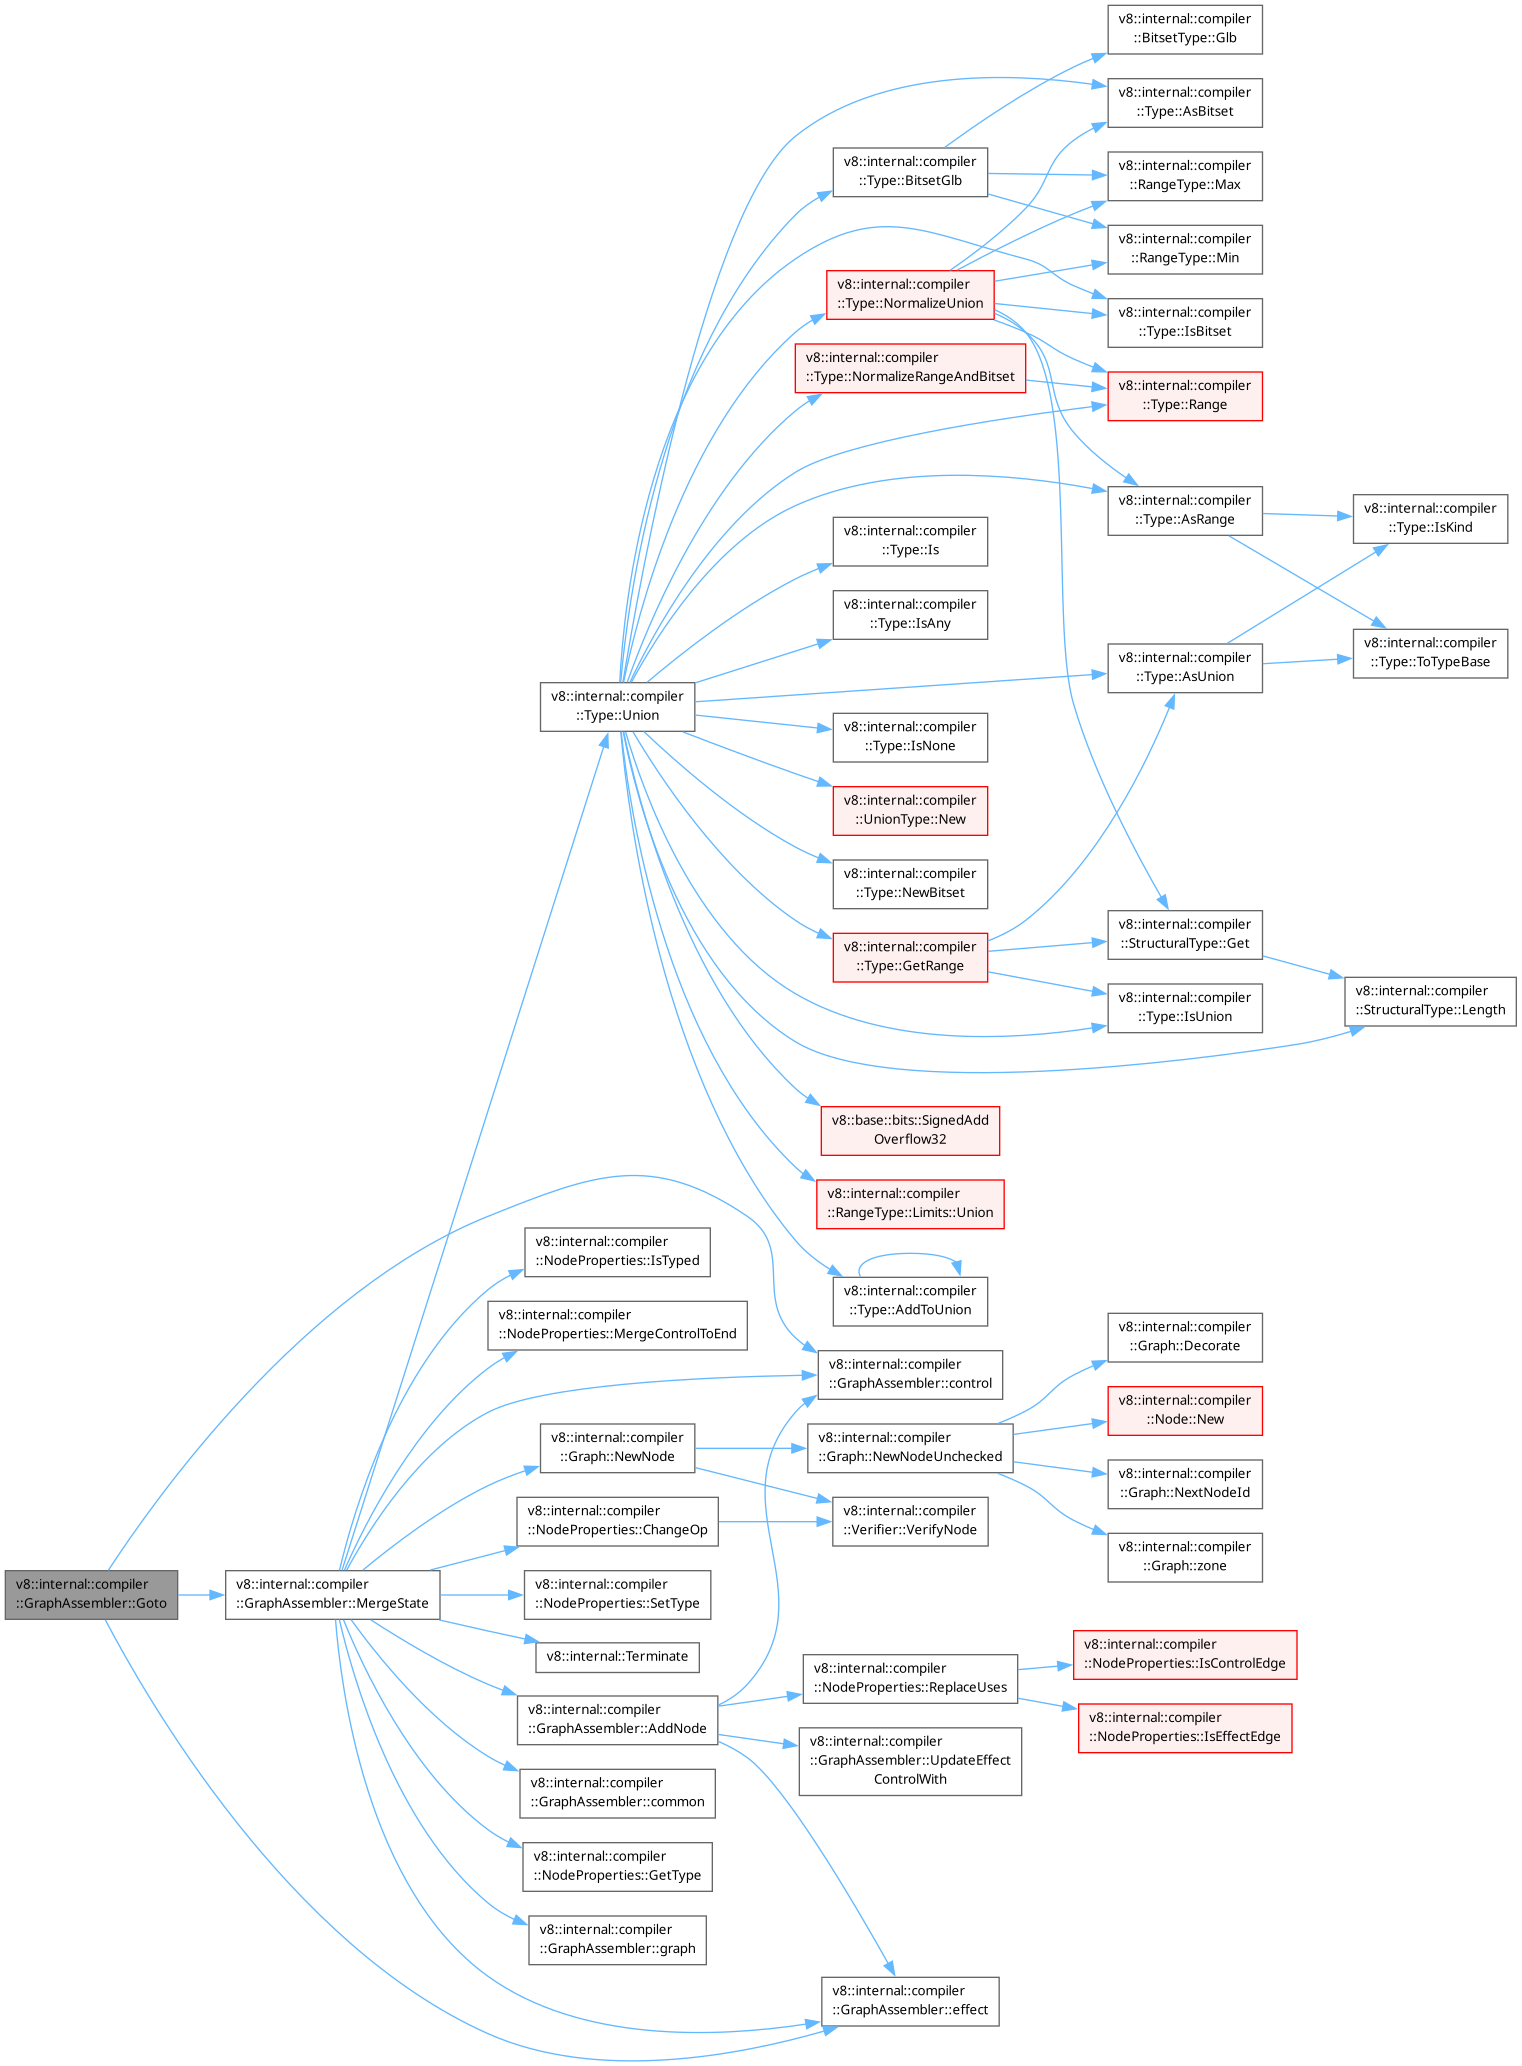 v8::internal::compiler
::BitsetType::Glb
v8::internal::compiler
::Type::AsBitset
v8::internal::compiler
::Type::BitsetGlb
v8::internal::compiler
::RangeType::Max
v8::internal::compiler
::RangeType::Min
v8::internal::compiler
::Type::NormalizeUnion
v8::internal::compiler
::Type::IsBitset
v8::internal::compiler
::Type::NormalizeRangeAndBitset
v8::internal::compiler
::Type::Range
v8::internal::compiler
::Type::AsRange
v8::internal::compiler
::Type::IsKind
v8::internal::compiler
::Type::Is
v8::internal::compiler
::Type::IsAny
v8::internal::compiler
::Type::ToTypeBase
v8::internal::compiler
::Type::AsUnion
v8::internal::compiler
::Type::Union
v8::internal::compiler
::Type::IsNone
v8::internal::compiler
::UnionType::New
v8::internal::compiler
::Type::NewBitset
v8::internal::compiler
::Type::GetRange
v8::internal::compiler
::StructuralType::Get
v8::internal::compiler
::Type::IsUnion
v8::internal::compiler
::StructuralType::Length
v8::base::bits::SignedAdd
Overflow32
v8::internal::compiler
::RangeType::Limits::Union
v8::internal::compiler
::NodeProperties::IsTyped
v8::internal::compiler
::Type::AddToUnion
v8::internal::compiler
::NodeProperties::MergeControlToEnd
v8::internal::compiler
::Graph::Decorate
v8::internal::compiler
::GraphAssembler::control
v8::internal::compiler
::Node::New
v8::internal::compiler
::Graph::NewNode
v8::internal::compiler
::Graph::NewNodeUnchecked
v8::internal::compiler
::Graph::NextNodeId
v8::internal::compiler
::NodeProperties::ChangeOp
v8::internal::compiler
::Verifier::VerifyNode
v8::internal::compiler
::Graph::zone
v8::internal::compiler
::GraphAssembler::Goto
v8::internal::compiler
::GraphAssembler::MergeState
v8::internal::compiler
::NodeProperties::SetType
v8::internal::Terminate
v8::internal::compiler
::NodeProperties::IsControlEdge
v8::internal::compiler
::NodeProperties::ReplaceUses
v8::internal::compiler
::GraphAssembler::AddNode
v8::internal::compiler
::NodeProperties::IsEffectEdge
v8::internal::compiler
::GraphAssembler::UpdateEffect
ControlWith
v8::internal::compiler
::GraphAssembler::common
v8::internal::compiler
::NodeProperties::GetType
v8::internal::compiler
::GraphAssembler::graph
v8::internal::compiler
::GraphAssembler::effect